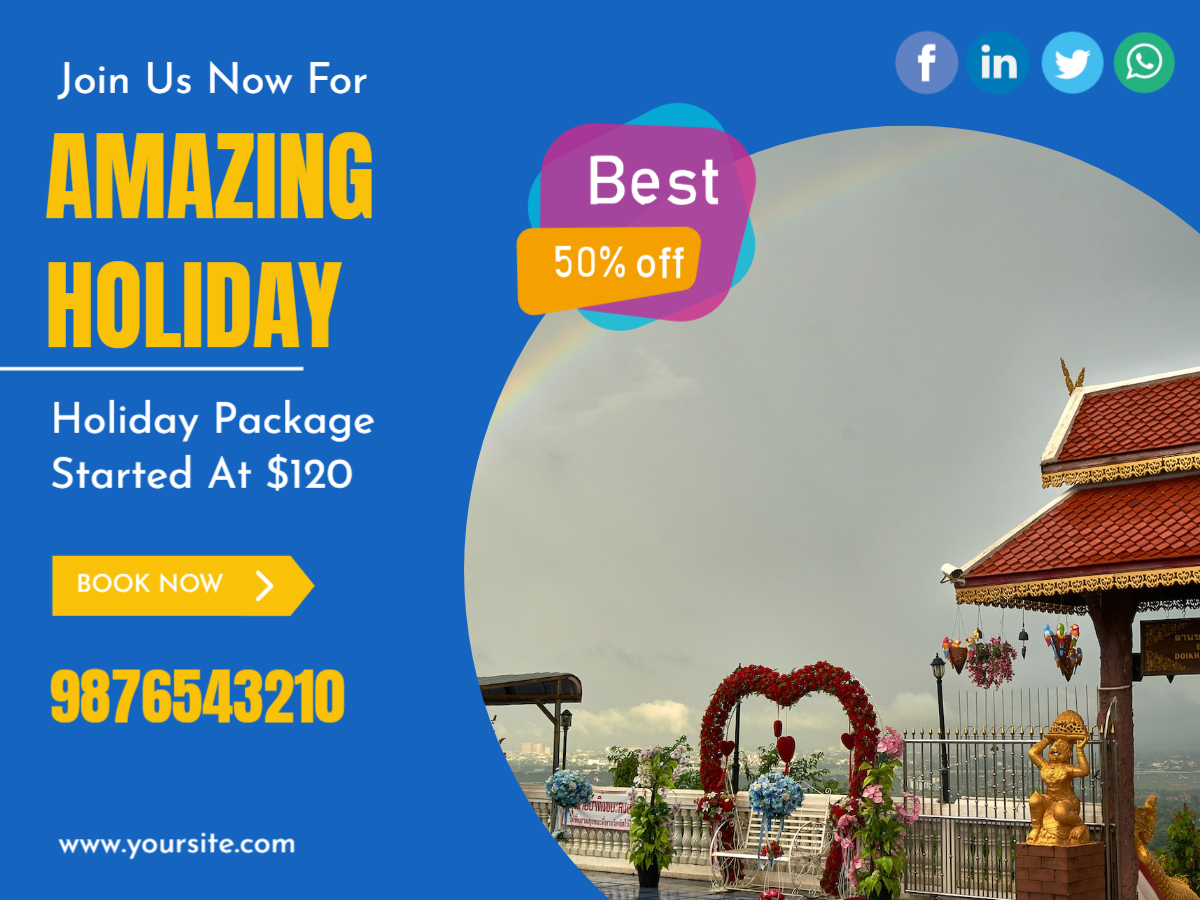 Join Us Now For
AMAZING
HOLIDAY
Holiday Package
Started At $120
BOOK NOW
9876543210
www.yoursite.com
Best
50% off
f
in